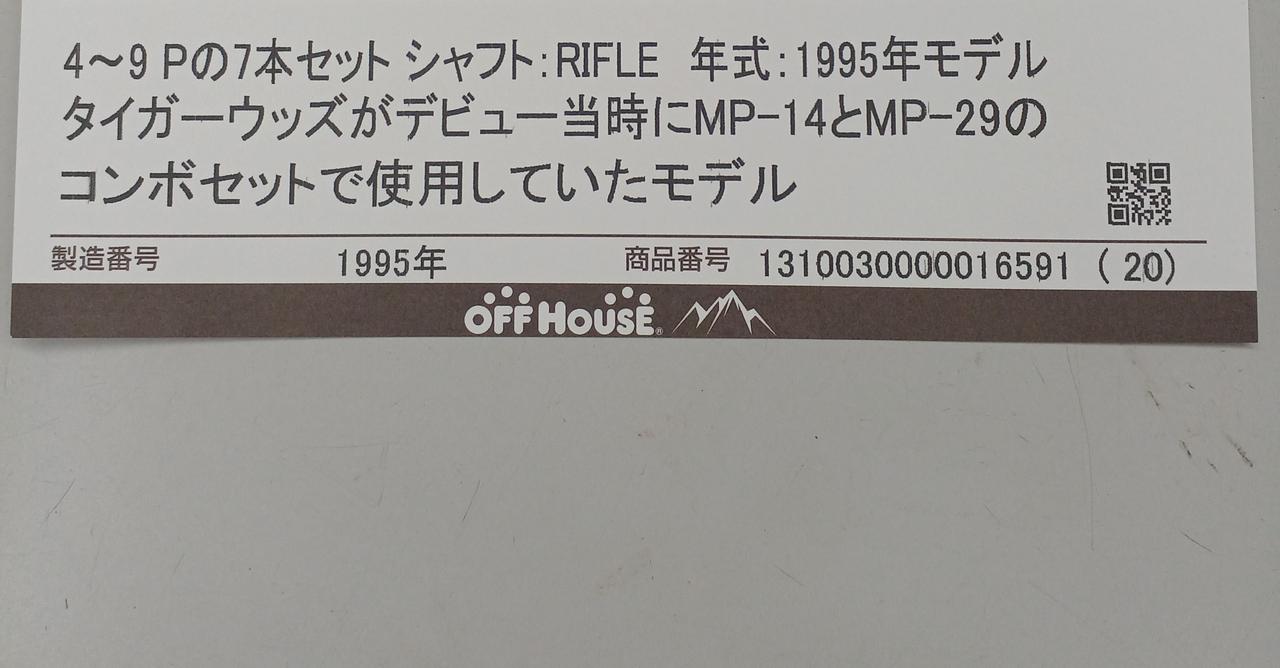 4～9 Pの7本セット シャフト：RIFLE 年式：1995年モデル
タイガーウッズがデビュー当時にMP-14とMP-29の
コンボセットで使用していたモデル
製造番号 1995年 商品番号 1310030000016591 (20)
OFF HOUSE®